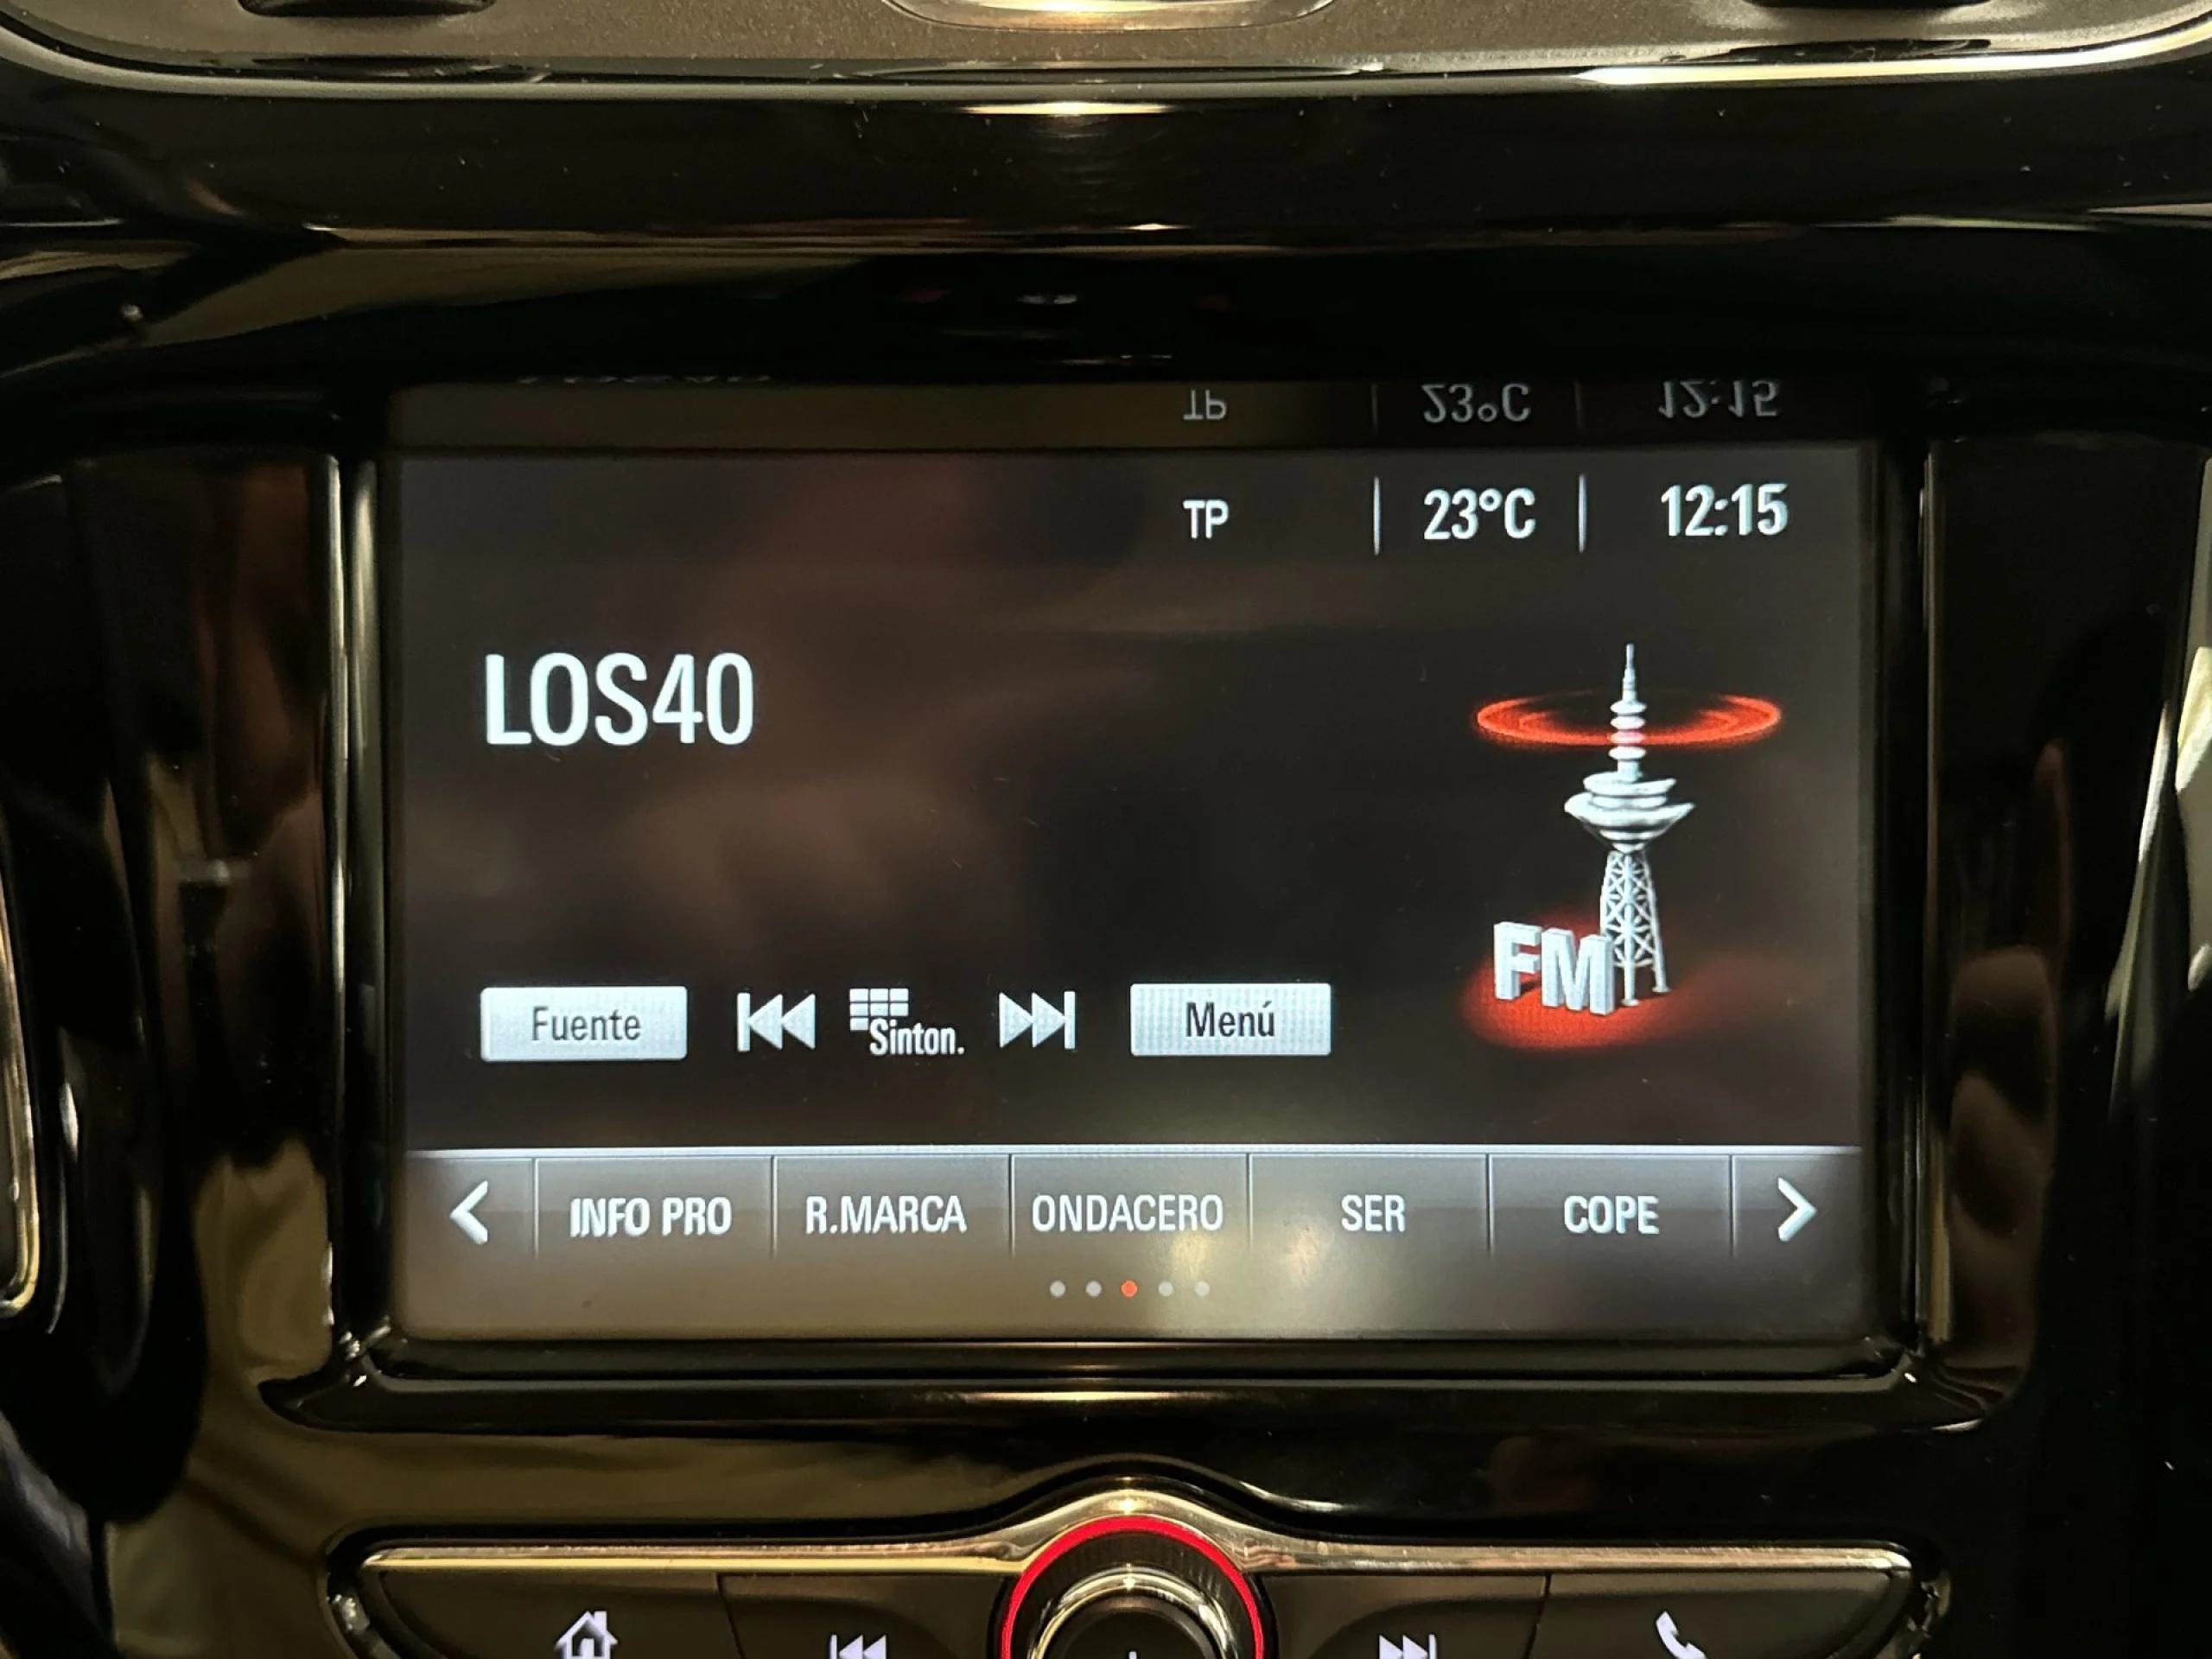 TP 23°C 12:15
LOS40
FM
Fuente Sinton. Menú
INFO PRO R.MARCA ONDACERO SER COPE